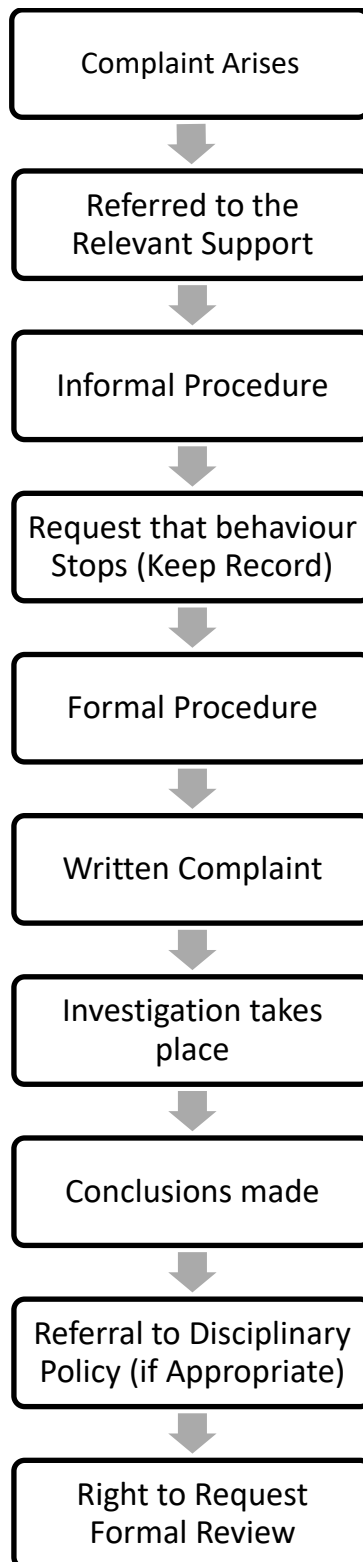 Complaint Arises
Referred to the
Relevant Support
Informal Procedure
Request that behaviour
Stops (Keep Record)
Formal Procedure
Written Complaint
Investigation takes
place
Conclusions made
Referral to Disciplinary
Policy (if Appropriate)
Right to Request
Formal Review